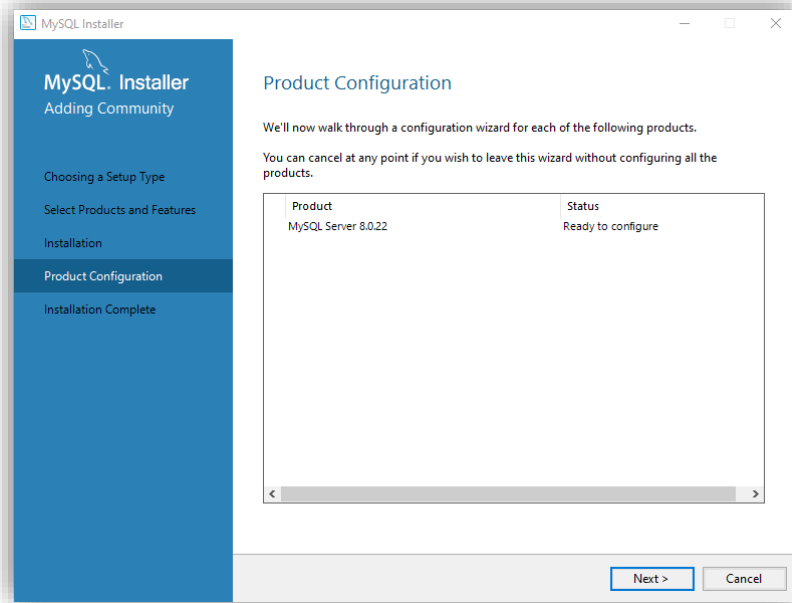 MySQL Installer
MySQL. Installer
Adding Community
Choosing a Setup Type
Select Products and Features
Installation
Product Configuration
Installation Complete
Product Configuration
We'll now walk through a configuration wizard for each of the following products.
You can cancel at any point if you wish to leave this wizard without configuring all the
products.
Product Status
MySQL Server 8.0.22 Ready to configure
Next > Cancel